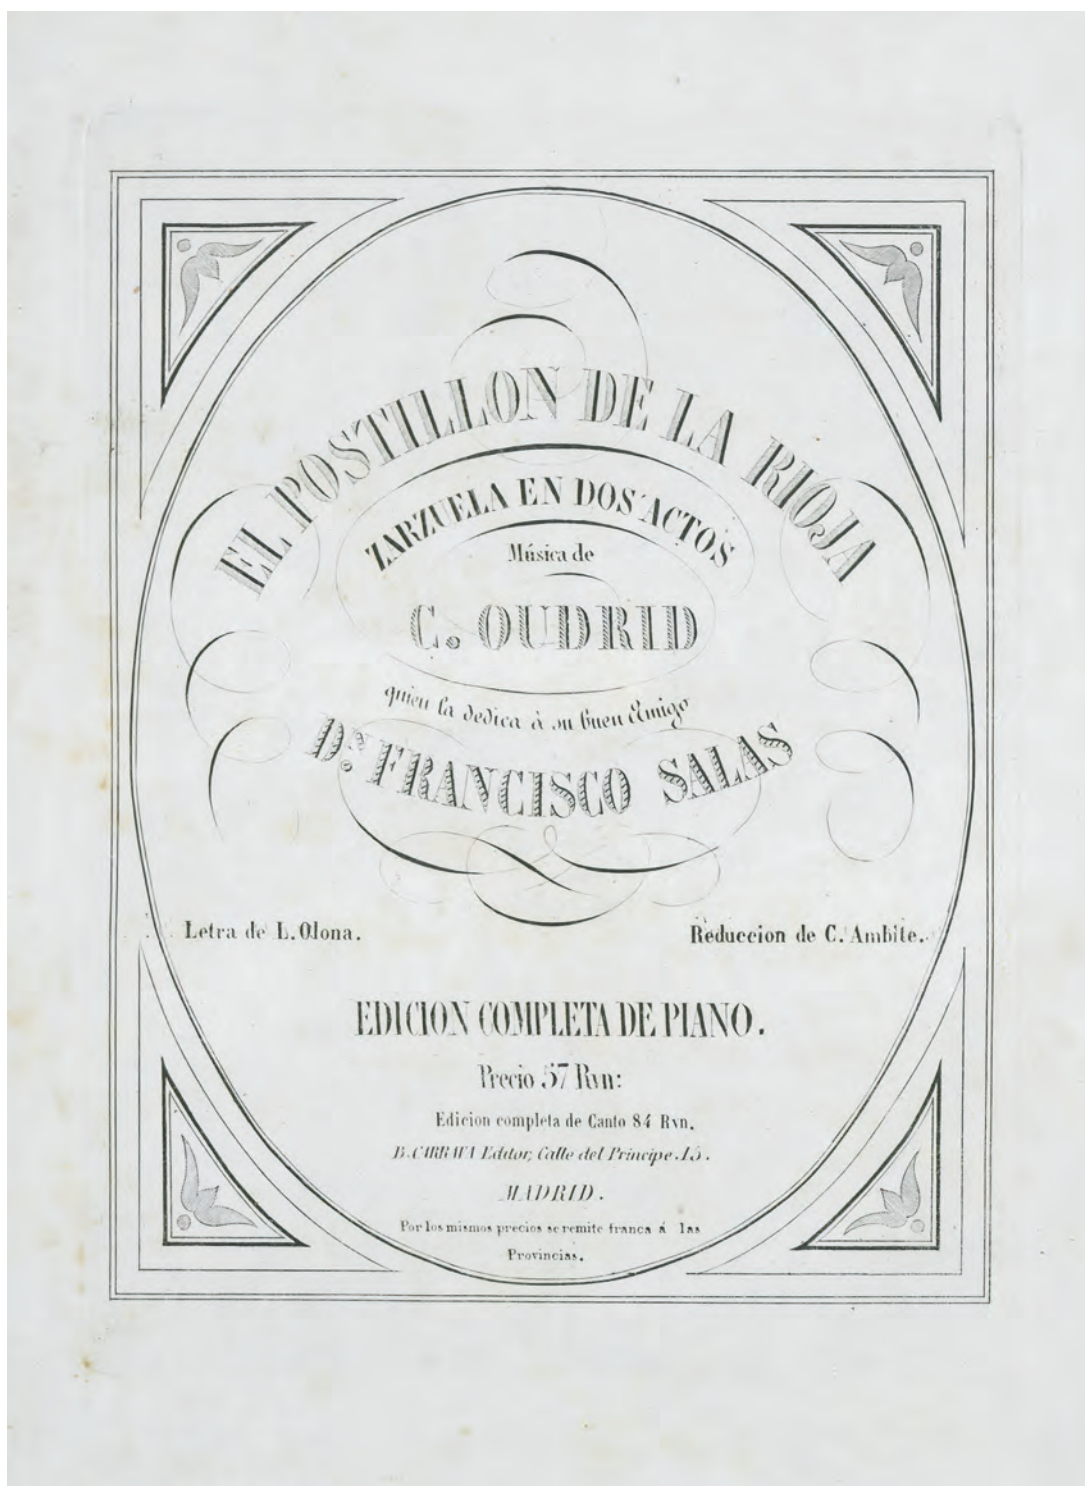 EL POSTILLON DE LA RIOJA
ZARZUELA EN DOS ACTOS
Música de
C. OUDRID
quien la dedica à su buen Amigo
Dn. FRANCISCO SALAS
Letra de L. Olona.
Reduccion de C. Ambite.
EDICION COMPLETA DE PIANO.
Precio 57 Rvn:
Edicion completa de Canto 84 Rvn.
B. CARRAFA Editor, Calle del Principe. 15.
MADRID.
Por los mismos precios se remite franca á las
Provincias.